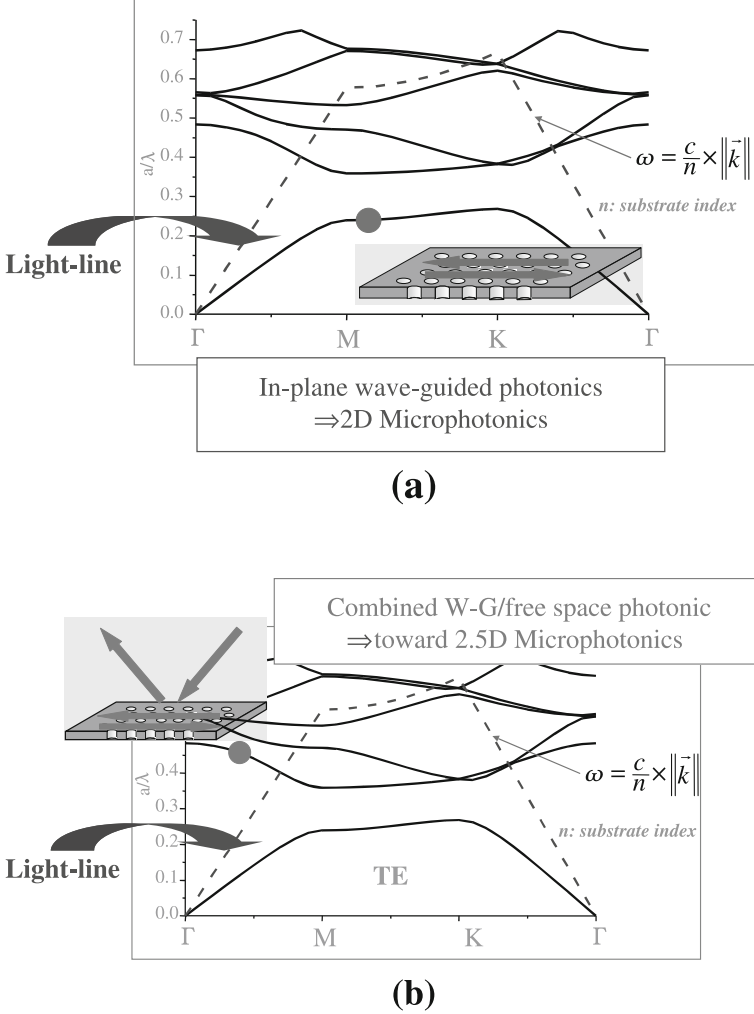 0.7
0.6
0.5
0.4
0.3
0.2
0.1
0.0
a/λ
ω = c/n × ‖k⃗‖
n: substrate index
Light-line
Γ M K Γ
In-plane wave-guided photonics
⇒2D Microphotonics
(a)
Combined W-G/free space photonic
⇒toward 2.5D Microphotonics
0.4
0.3
0.2
0.1
0.0
a/λ
ω = c/n × ‖k⃗‖
n: substrate index
Light-line
TE
Γ M K Γ
(b)